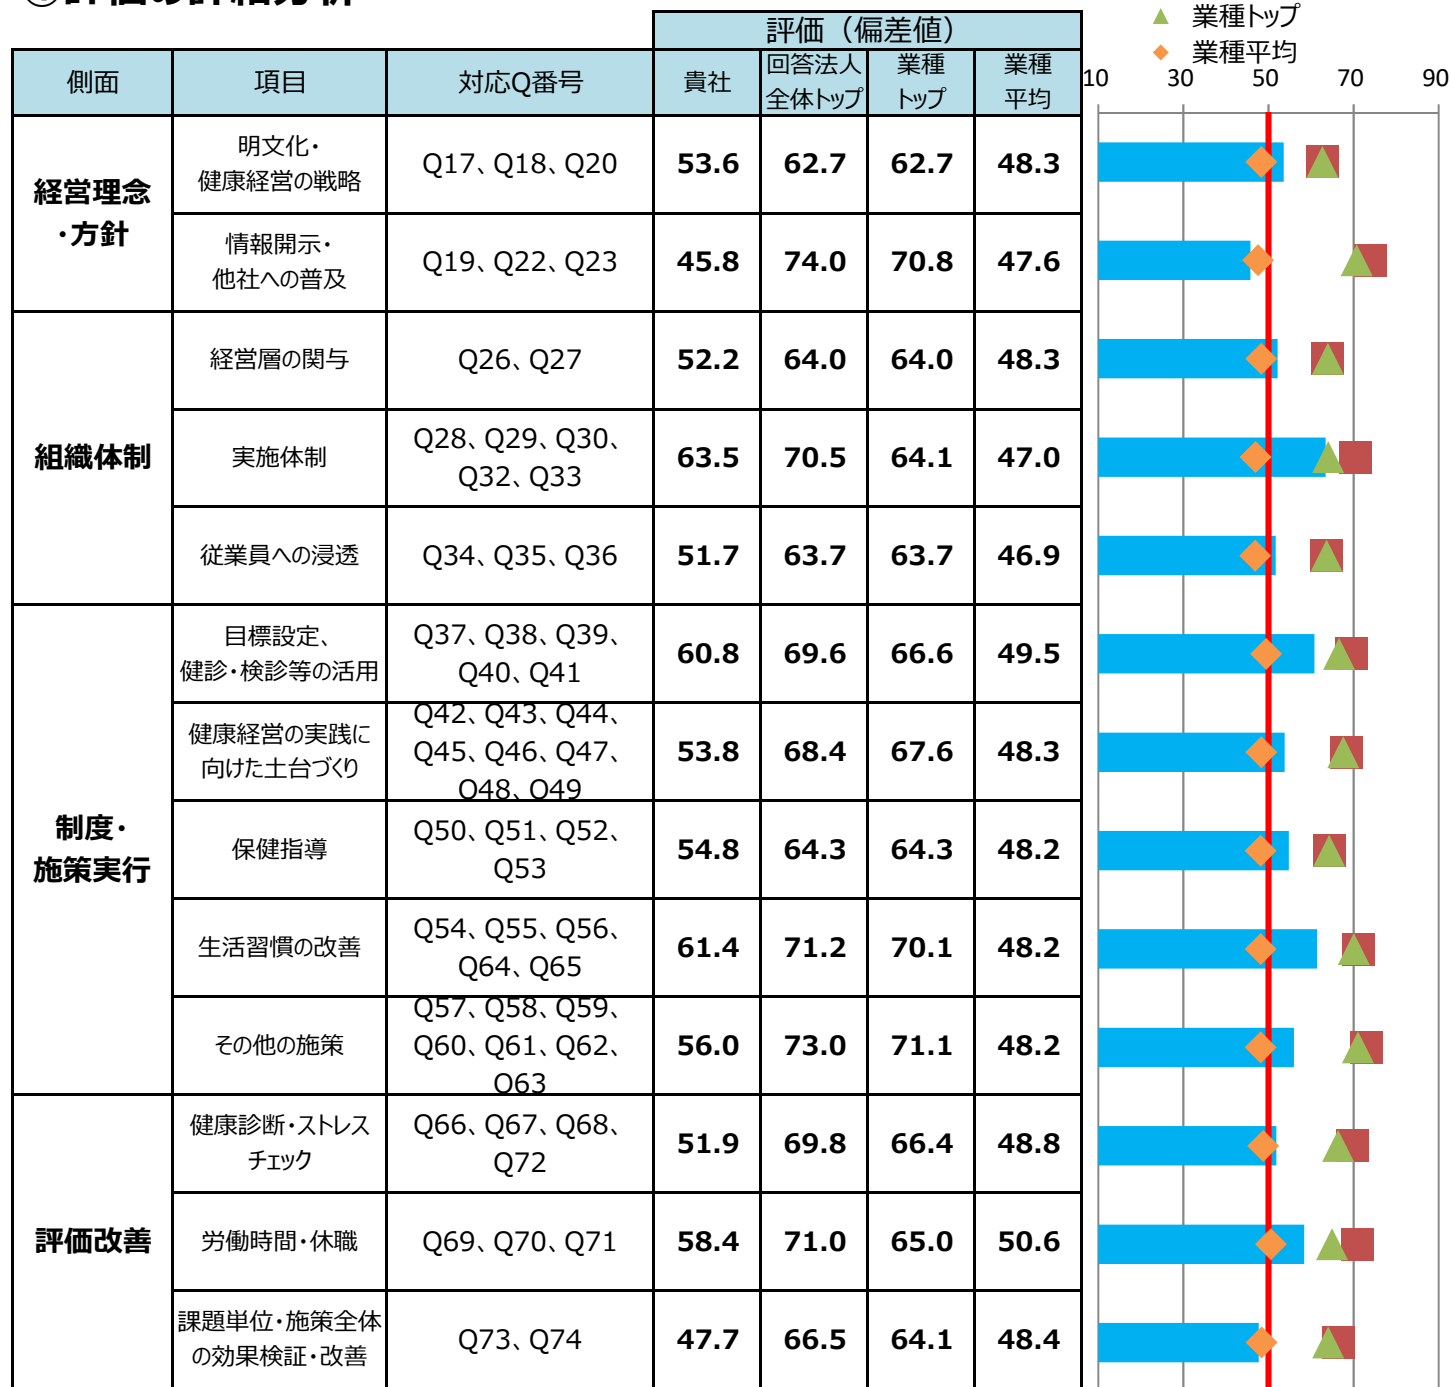 評価（偏差値）
▲ 業種トップ
◆ 業種平均
側面 項目 対応Q番号 貴社 回答法人全体トップ 業種トップ 業種平均
10 30 50 70 90
経営理念・方針
明文化・健康経営の戦略 Q17、Q18、Q20 53.6 62.7 62.7 48.3
情報開示・他社への普及 Q19、Q22、Q23 45.8 74.0 70.8 47.6
組織体制
経営層の関与 Q26、Q27 52.2 64.0 64.0 48.3
実施体制 Q28、Q29、Q30、Q32、Q33 63.5 70.5 64.1 47.0
従業員への浸透 Q34、Q35、Q36 51.7 63.7 63.7 46.9
制度・施策実行
目標設定、健診・検診等の活用 Q37、Q38、Q39、Q40、Q41 60.8 69.6 66.6 49.5
健康経営の実践に向けた土台づくり Q42、Q43、Q44、Q45、Q46、Q47、Q48、Q49 53.8 68.4 67.6 48.3
保健指導 Q50、Q51、Q52、Q53 54.8 64.3 64.3 48.2
生活習慣の改善 Q54、Q55、Q56、Q64、Q65 61.4 71.2 70.1 48.2
その他の施策 Q57、Q58、Q59、Q60、Q61、Q62、Q63 56.0 73.0 71.1 48.2
評価改善
健康診断・ストレスチェック Q66、Q67、Q68、Q72 51.9 69.8 66.4 48.8
労働時間・休職 Q69、Q70、Q71 58.4 71.0 65.0 50.6
課題単位・施策全体の効果検証・改善 Q73、Q74 47.7 66.5 64.1 48.4